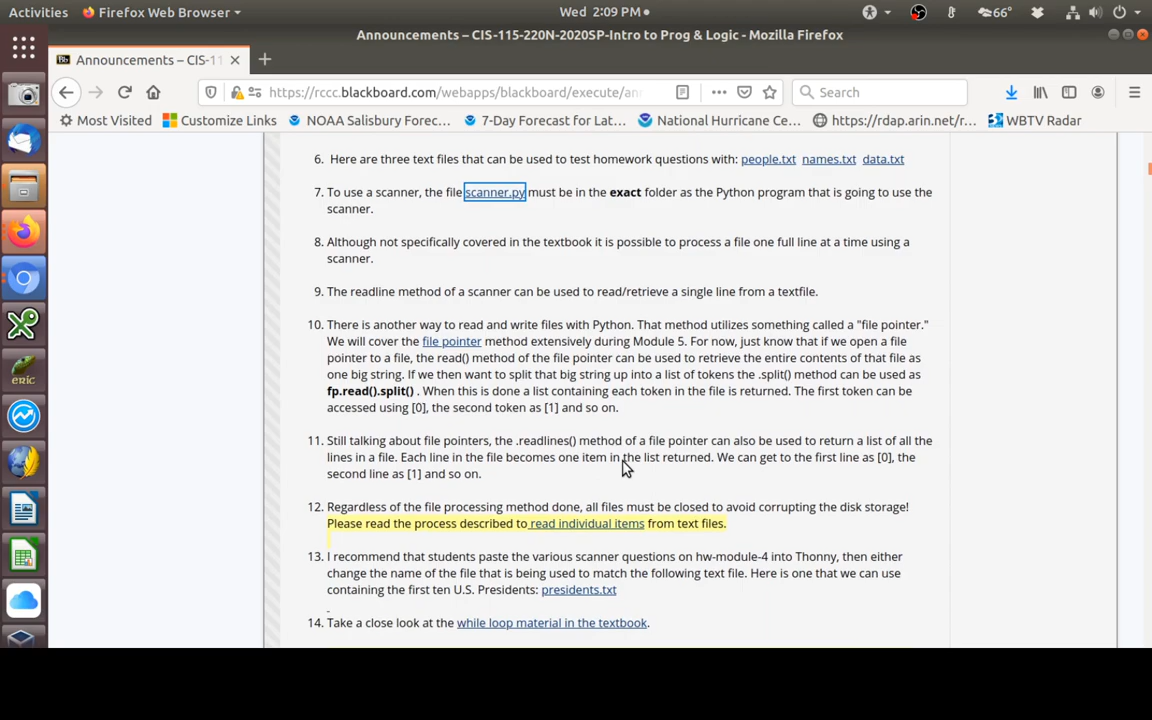 Activities Firefox Web Browser Wed 2:09 PM 66°
Announcements – CIS-115-220N-2020SP-Intro to Prog & Logic - Mozilla Firefox
Bb Announcements – CIS-11
https://rccc.blackboard.com/webapps/blackboard/execute/an Search
Most Visited Customize Links NOAA Salisbury Forec... 7-Day Forecast for Lat... National Hurricane Ce... https://rdap.arin.net/r... WBTV Radar
6. Here are three text files that can be used to test homework questions with: people.txt names.txt data.txt
7. To use a scanner, the file scanner.py must be in the exact folder as the Python program that is going to use the
scanner.
8. Although not specifically covered in the textbook it is possible to process a file one full line at a time using a
scanner.
9. The readline method of a scanner can be used to read/retrieve a single line from a textfile.
10. There is another way to read and write files with Python. That method utilizes something called a "file pointer."
We will cover the file pointer method extensively during Module 5. For now, just know that if we open a file
pointer to a file, the read() method of the file pointer can be used to retrieve the entire contents of that file as
one big string. If we then want to split that big string up into a list of tokens the .split() method can be used as
fp.read().split() . When this is done a list containing each token in the file is returned. The first token can be
accessed using [0], the second token as [1] and so on.
11. Still talking about file pointers, the .readlines() method of a file pointer can also be used to return a list of all the
lines in a file. Each line in the file becomes one item in the list returned. We can get to the first line as [0], the
second line as [1] and so on.
12. Regardless of the file processing method done, all files must be closed to avoid corrupting the disk storage!
Please read the process described to read individual items from text files.
13. I recommend that students paste the various scanner questions on hw-module-4 into Thonny, then either
change the name of the file that is being used to match the following text file. Here is one that we can use
containing the first ten U.S. Presidents: presidents.txt
14. Take a close look at the while loop material in the textbook.
eric